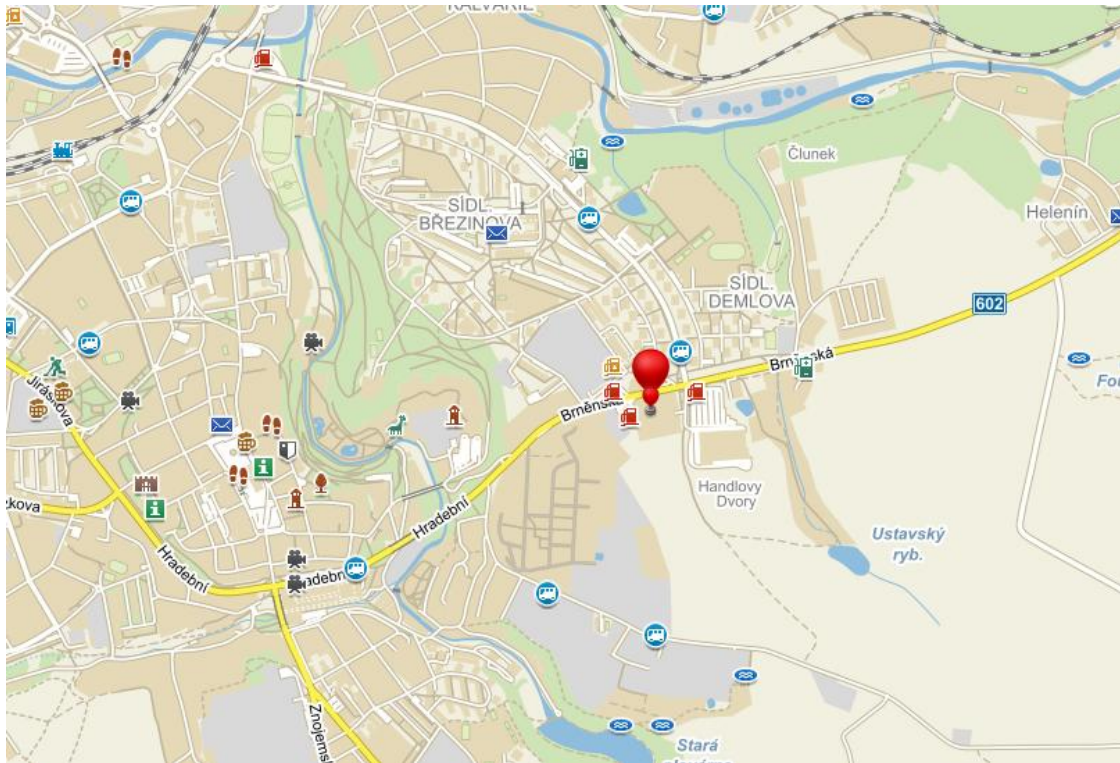 KALVÁRIE
Člunek
SÍDL.
BŘEZINOVA
Helenín
SÍDL.
DEMLOVA
602
Brněnská
Jiráskova
Brněnská
Handlovy
Dvory
Hradební
Ustavský
ryb.
Hradební
Hradební
Stará